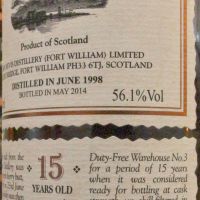 Product of Scotland
DISTILLERY (FORT WILLIAM) LIMITED
FORT WILLIAM PH33 6TJ, SCOTLAND
DISTILLED IN JUNE 1998
BOTTLED IN MAY 2014
56.1%Vol
15
YEARS OLD
Duty-Free Warehouse No.3
for a period of 15 years
when it was considered
ready for bottling at cask